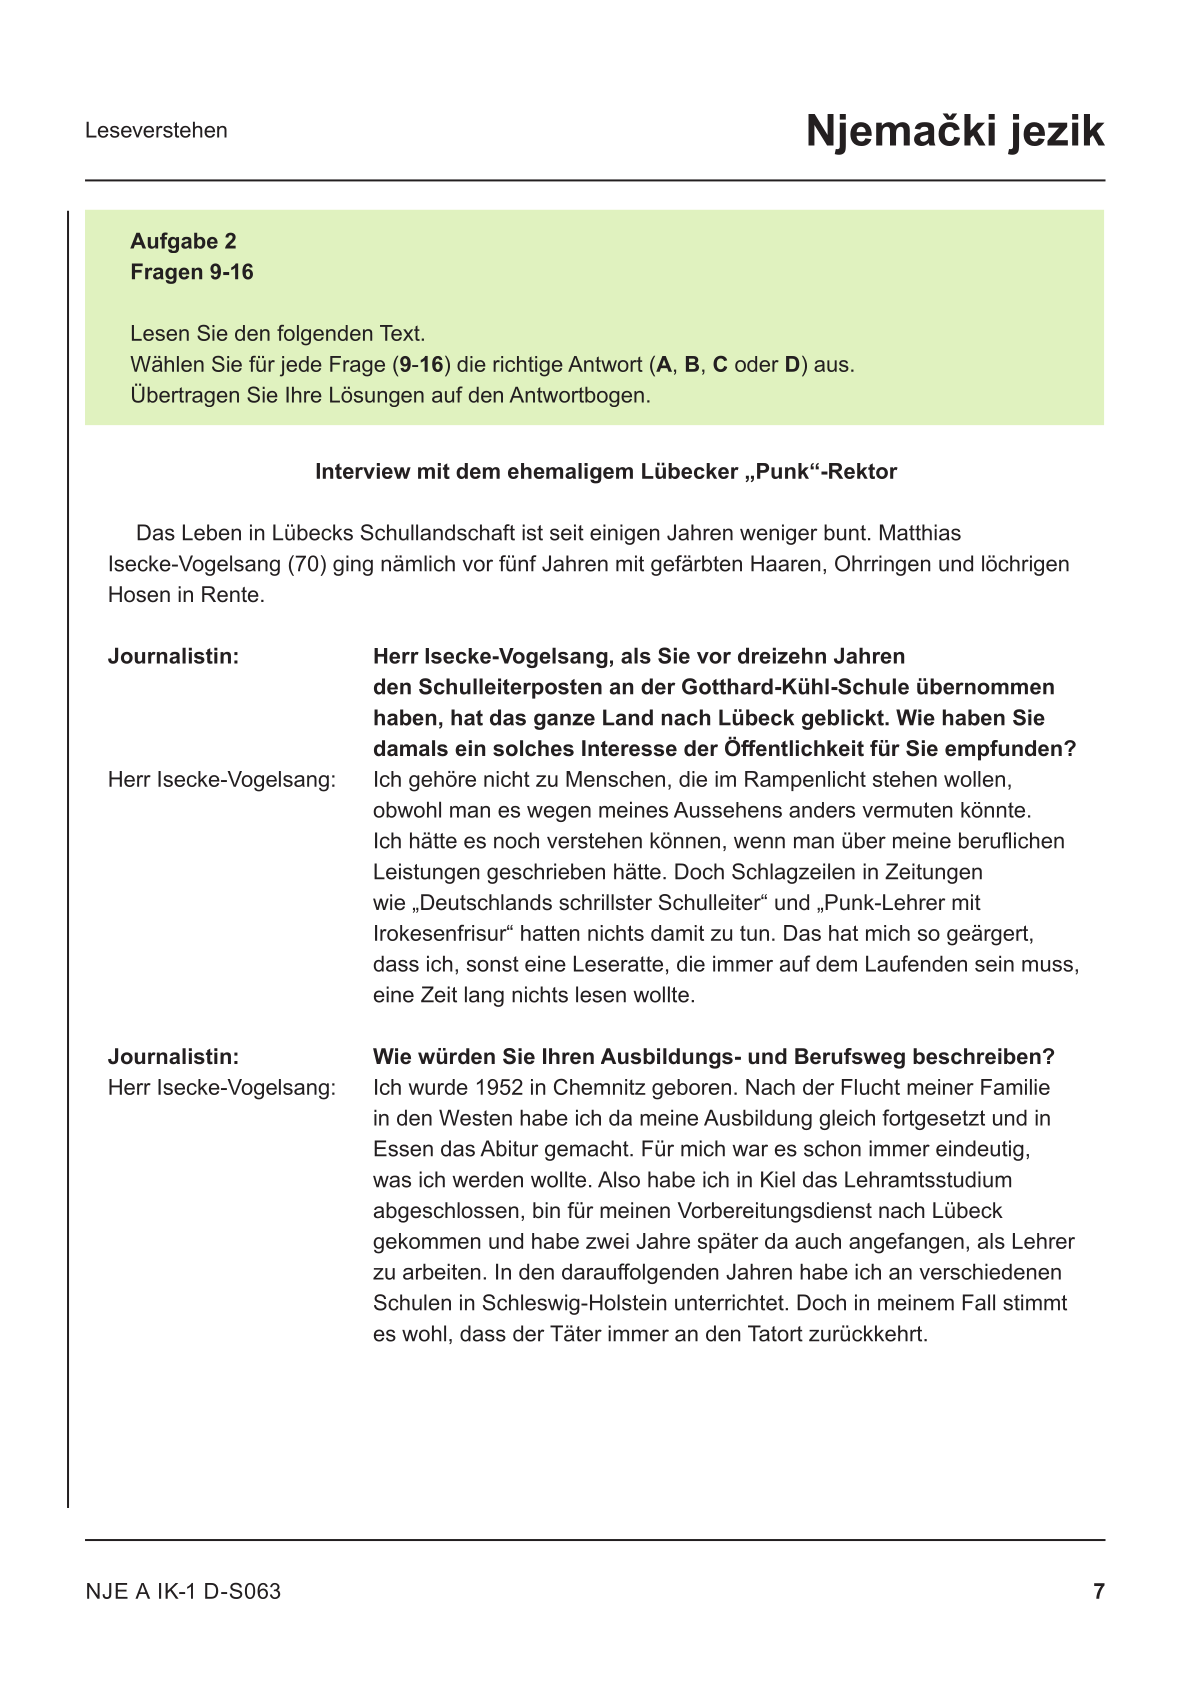 Leseverstehen
Njemački jezik
Aufgabe 2
Fragen 9-16
Lesen Sie den folgenden Text.
Wählen Sie für jede Frage (9-16) die richtige Antwort (A, B, C oder D) aus.
Übertragen Sie Ihre Lösungen auf den Antwortbogen.
Interview mit dem ehemaligem Lübecker „Punk“-Rektor
Das Leben in Lübecks Schullandschaft ist seit einigen Jahren weniger bunt. Matthias
Isecke-Vogelsang (70) ging nämlich vor fünf Jahren mit gefärbten Haaren, Ohrringen und löchrigen
Hosen in Rente.
Journalistin: Herr Isecke-Vogelsang, als Sie vor dreizehn Jahren
den Schulleiterposten an der Gotthard-Kühl-Schule übernommen
haben, hat das ganze Land nach Lübeck geblickt. Wie haben Sie
damals ein solches Interesse der Öffentlichkeit für Sie empfunden?
Herr Isecke-Vogelsang: Ich gehöre nicht zu Menschen, die im Rampenlicht stehen wollen,
obwohl man es wegen meines Aussehens anders vermuten könnte.
Ich hätte es noch verstehen können, wenn man über meine beruflichen
Leistungen geschrieben hätte. Doch Schlagzeilen in Zeitungen
wie „Deutschlands schrillster Schulleiter“ und „Punk-Lehrer mit
Irokesenfrisur“ hatten nichts damit zu tun. Das hat mich so geärgert,
dass ich, sonst eine Leseratte, die immer auf dem Laufenden sein muss,
eine Zeit lang nichts lesen wollte.
Journalistin: Wie würden Sie Ihren Ausbildungs- und Berufsweg beschreiben?
Herr Isecke-Vogelsang: Ich wurde 1952 in Chemnitz geboren. Nach der Flucht meiner Familie
in den Westen habe ich da meine Ausbildung gleich fortgesetzt und in
Essen das Abitur gemacht. Für mich war es schon immer eindeutig,
was ich werden wollte. Also habe ich in Kiel das Lehramtsstudium
abgeschlossen, bin für meinen Vorbereitungsdienst nach Lübeck
gekommen und habe zwei Jahre später da auch angefangen, als Lehrer
zu arbeiten. In den darauffolgenden Jahren habe ich an verschiedenen
Schulen in Schleswig-Holstein unterrichtet. Doch in meinem Fall stimmt
es wohl, dass der Täter immer an den Tatort zurückkehrt.
NJE A IK-1 D-S063
7